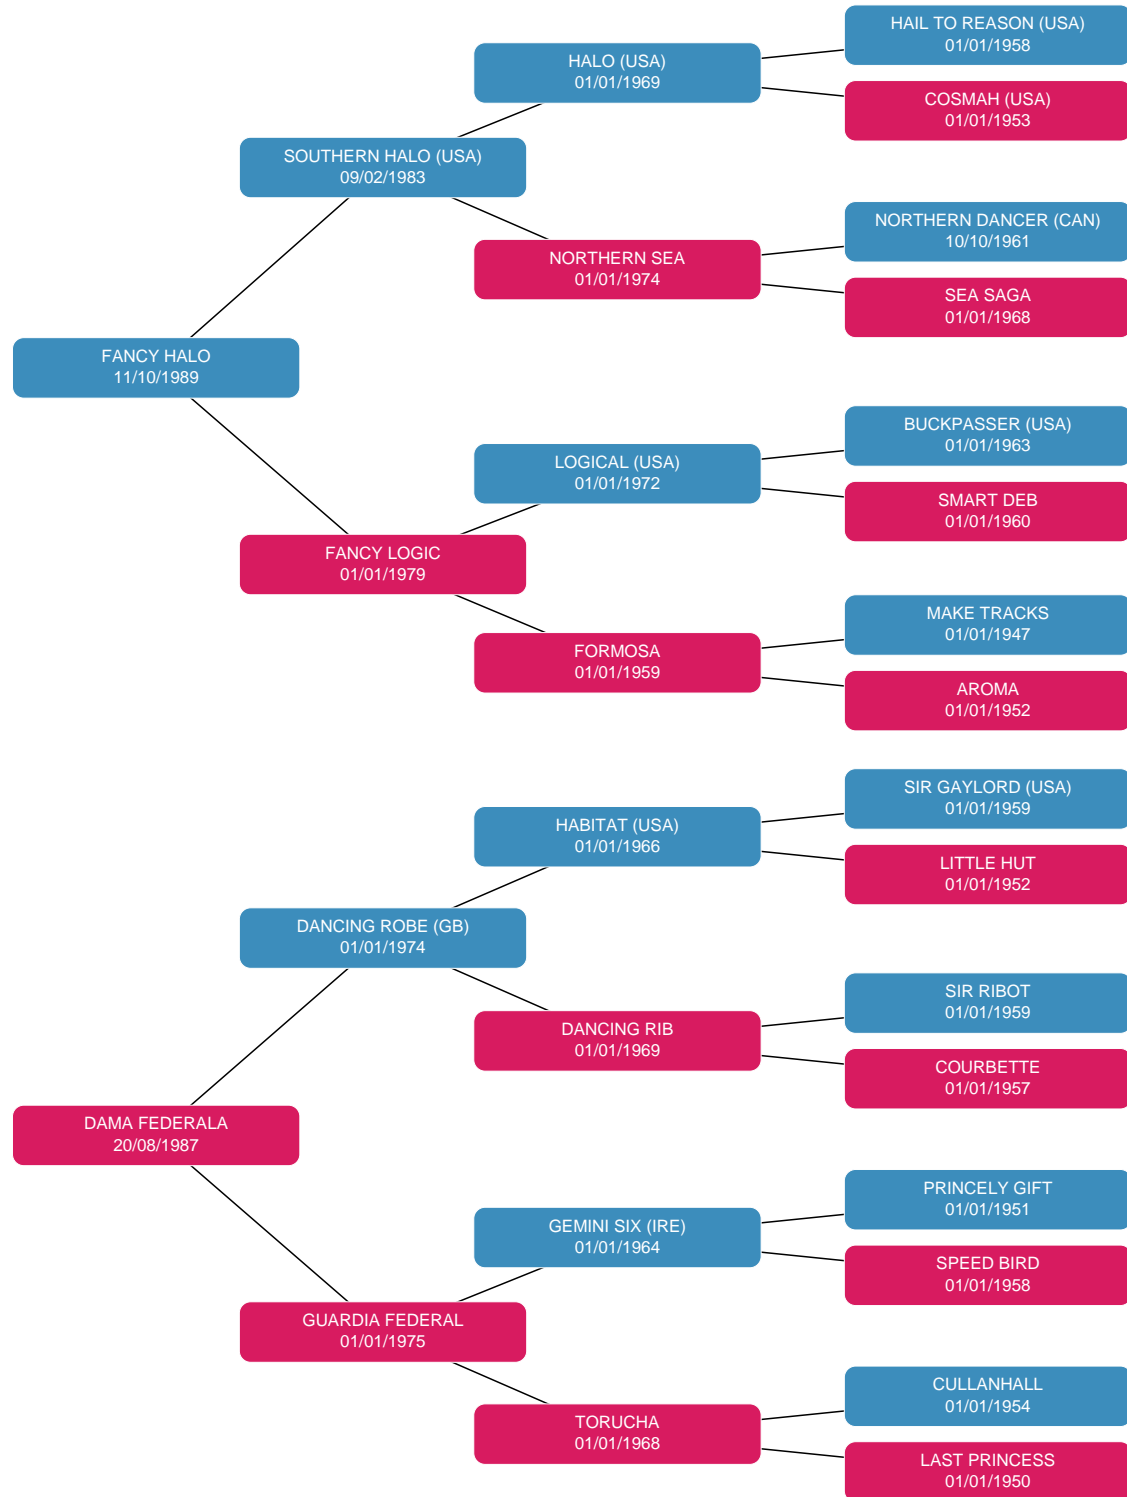 HAIL TO REASON (USA)
01/01/1958
HALO (USA)
01/01/1969
COSMAH (USA)
01/01/1953
SOUTHERN HALO (USA)
09/02/1983
NORTHERN DANCER (CAN)
10/10/1961
NORTHERN SEA
01/01/1974
SEA SAGA
01/01/1968
FANCY HALO
11/10/1989
BUCKPASSER (USA)
01/01/1963
LOGICAL (USA)
01/01/1972
SMART DEB
01/01/1960
FANCY LOGIC
01/01/1979
MAKE TRACKS
01/01/1947
FORMOSA
01/01/1959
AROMA
01/01/1952
SIR GAYLORD (USA)
01/01/1959
HABITAT (USA)
01/01/1966
LITTLE HUT
01/01/1952
DANCING ROBE (GB)
01/01/1974
SIR RIBOT
01/01/1959
DANCING RIB
01/01/1969
COURBETTE
01/01/1957
DAMA FEDERALA
20/08/1987
PRINCELY GIFT
01/01/1951
GEMINI SIX (IRE)
01/01/1964
SPEED BIRD
01/01/1958
GUARDIA FEDERAL
01/01/1975
CULLANHALL
01/01/1954
TORUCHA
01/01/1968
LAST PRINCESS
01/01/1950